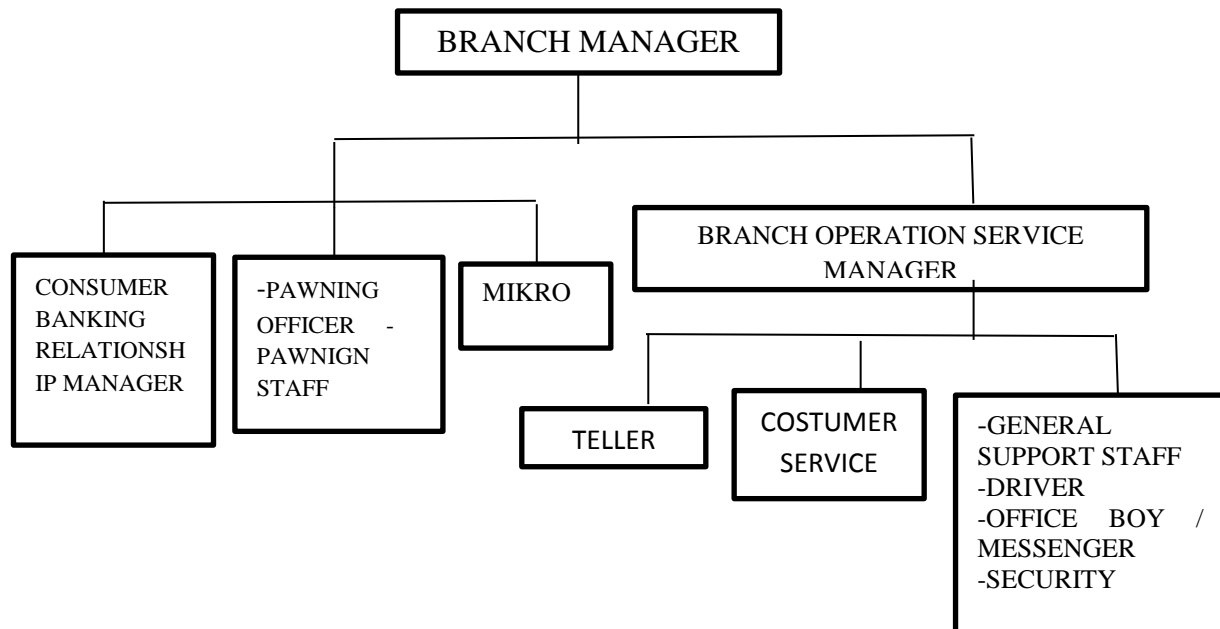 BRANCH MANAGER
BRANCH OPERATION SERVICE
MANAGER
CONSUMER
BANKING
RELATIONSH
IP MANAGER
-PAWNING
OFFICER -
PAWNIGN
STAFF
MIKRO
TELLER
COSTUMER
SERVICE
-GENERAL
SUPPORT STAFF
-DRIVER
-OFFICE BOY /
MESSENGER
-SECURITY